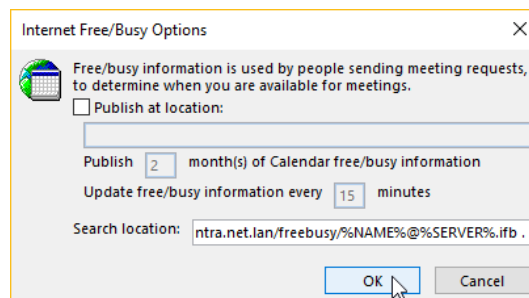 Internet Free/Busy Options
Free/busy information is used by people sending meeting requests,
to determine when you are available for meetings.
Publish at location:
Publish 2 month(s) of Calendar free/busy information
Update free/busy information every 15 minutes
Search location: ntra.net.lan/freebusy/%NAME%@%SERVER%.ifb .
OK Cancel